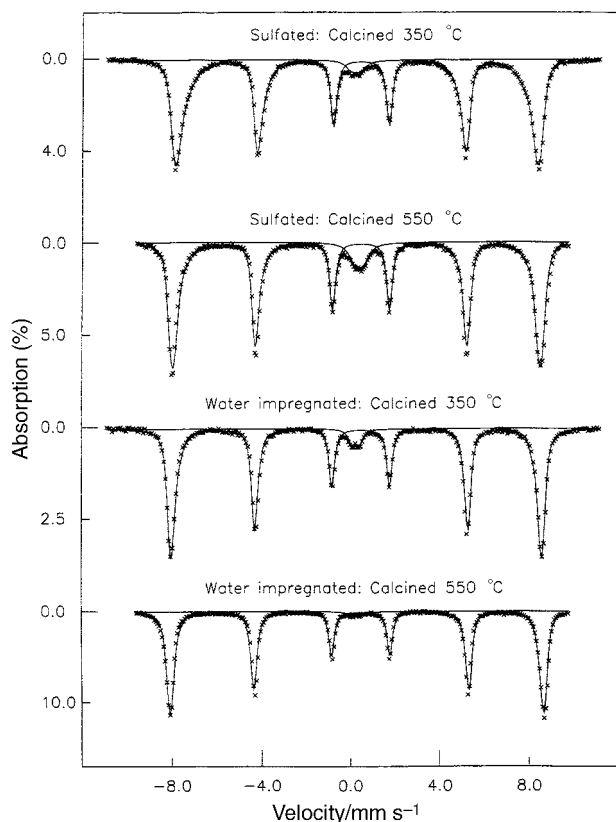 Sulfated: Calcined 350 °C
0.0
4.0
Sulfated: Calcined 550 °C
0.0
5.0
Water impregnated: Calcined 350 °C
0.0
2.5
Water impregnated: Calcined 550 °C
0.0
10.0
Absorption (%)
-8.0 -4.0 0.0 4.0 8.0
Velocity/mm s⁻¹